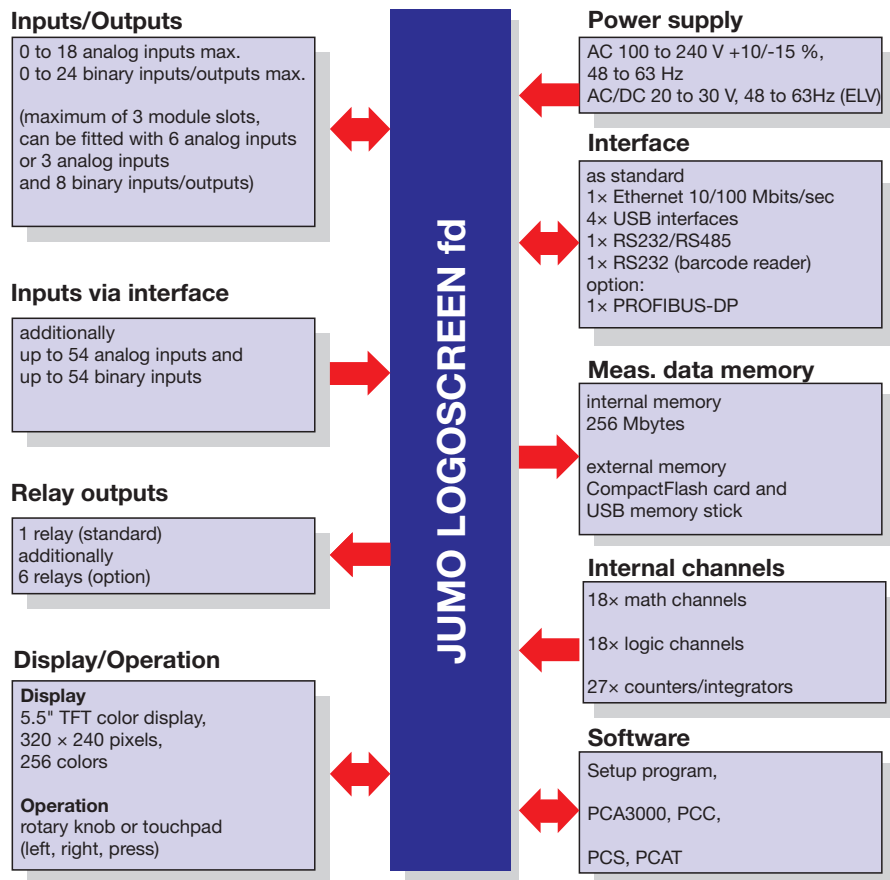 Inputs/Outputs
0 to 18 analog inputs max.
0 to 24 binary inputs/outputs max.
(maximum of 3 module slots,
can be fitted with 6 analog inputs
or 3 analog inputs
and 8 binary inputs/outputs)
Inputs via interface
additionally
up to 54 analog inputs and
up to 54 binary inputs
Relay outputs
1 relay (standard)
additionally
6 relays (option)
Display/Operation
Display
5.5" TFT color display,
320 × 240 pixels,
256 colors
Operation
rotary knob or touchpad
(left, right, press)
JUMO LOGOSCREEN fd
Power supply
AC 100 to 240 V +10/-15 %,
48 to 63 Hz
AC/DC 20 to 30 V, 48 to 63Hz (ELV)
Interface
as standard
1× Ethernet 10/100 Mbits/sec
4× USB interfaces
1× RS232/RS485
1× RS232 (barcode reader)
option:
1× PROFIBUS-DP
Meas. data memory
internal memory
256 Mbytes
external memory
CompactFlash card and
USB memory stick
Internal channels
18× math channels
18× logic channels
27× counters/integrators
Software
Setup program,
PCA3000, PCC,
PCS, PCAT